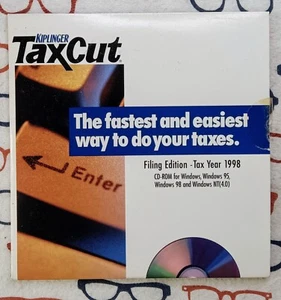 KIPLINGER
TaxCut
The fastest and easiest
way to do your taxes.
Filing Edition - Tax Year 1998
CD-ROM for Windows, Windows 95,
Windows 98 and Windows NT(4.0)
Enter